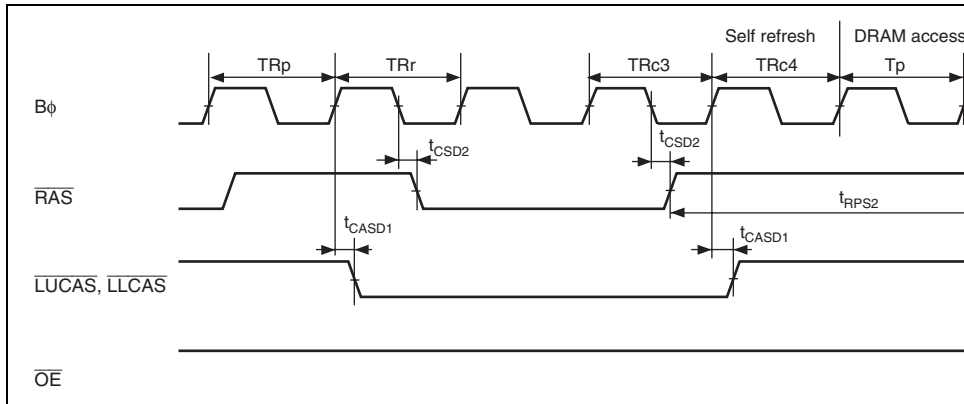 Self refresh DRAM access
TRp TRr TRc3 TRc4 Tp
Bϕ
tCSD2 tCSD2
RAS
tRPS2
tCASD1 tCASD1
LUCAS, LLCAS
OE